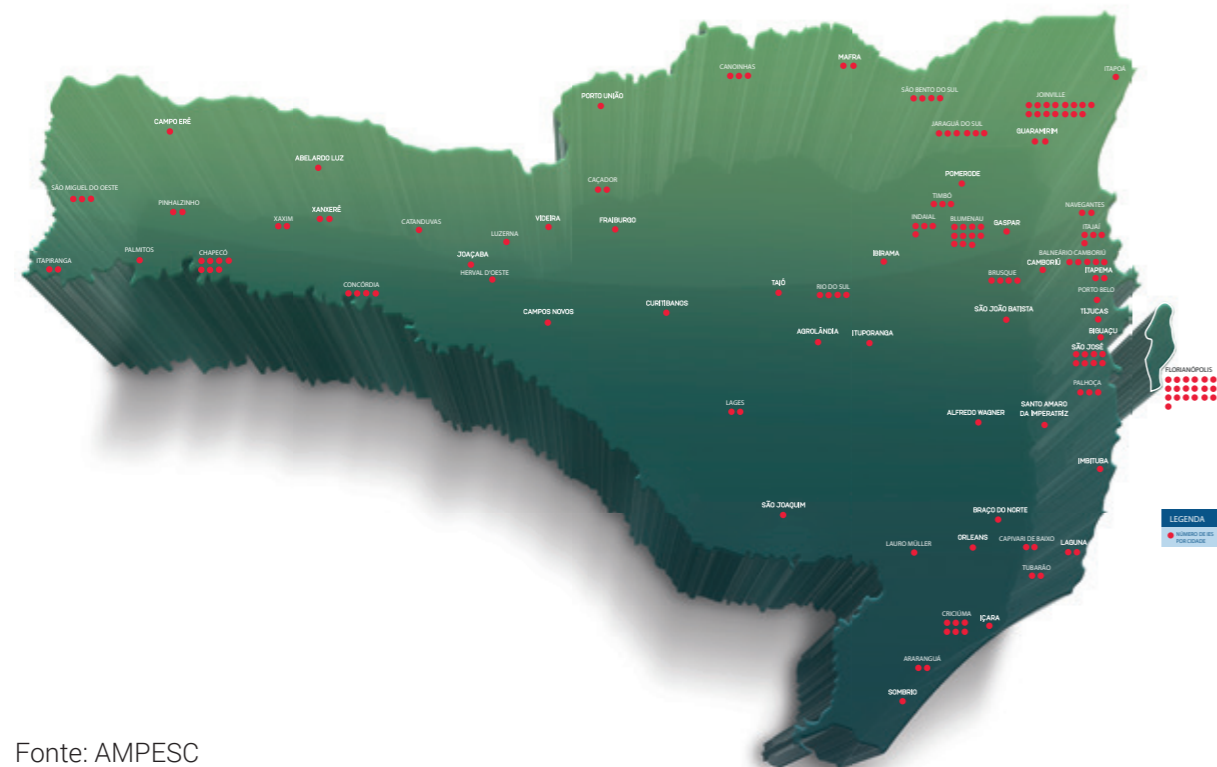 MAFRA
CANOINHAS
ITAPOÁ
SÃO BENTO DO SUL
JOINVILLE
PORTO UNIÃO
CAMPO ERÊ
JARAGUÁ DO SUL
GUARAMIRIM
ABELARDO LUZ
POMERODE
CAÇADOR
SÃO MIGUEL DO OESTE
TIMBÓ
PINHALZINHO
NAVEGANTES
XANXERÊ
XAXIM
CATANDUVAS
VIDEIRA
FRAIBURGO
INDAIAL
BLUMENAU
GASPAR
ITAJAÍ
LUZERNA
PALMITOS
CHAPECÓ
JOAÇABA
IBIRAMA
BALNEÁRIO CAMBORIÚ
CAMBORIÚ
ITAPIRANGA
HERVAL D'OESTE
BRUSQUE
ITAPEMA
CONCÓRDIA
TAIÓ
RIO DO SUL
PORTO BELO
CURITIBANOS
CAMPOS NOVOS
SÃO JOÃO BATISTA
TIJUCAS
AGROLÂNDIA
ITUPORANGA
BIGUAÇU
SÃO JOSÉ
FLORIANÓPOLIS
PALHOÇA
LAGES
ALFREDO WAGNER
SANTO AMARO
DA IMPERATRIZ
IMBITUBA
SÃO JOAQUIM
BRAÇO DO NORTE
LEGENDA
NÚMERO DE IES
POR CIDADE
LAURO MÜLLER
ORLEANS
CAPIVARI DE BAIXO
LAGUNA
TUBARÃO
CRICIÚMA
IÇARA
ARARANGUÁ
SOMBRIO
Fonte: AMPESC